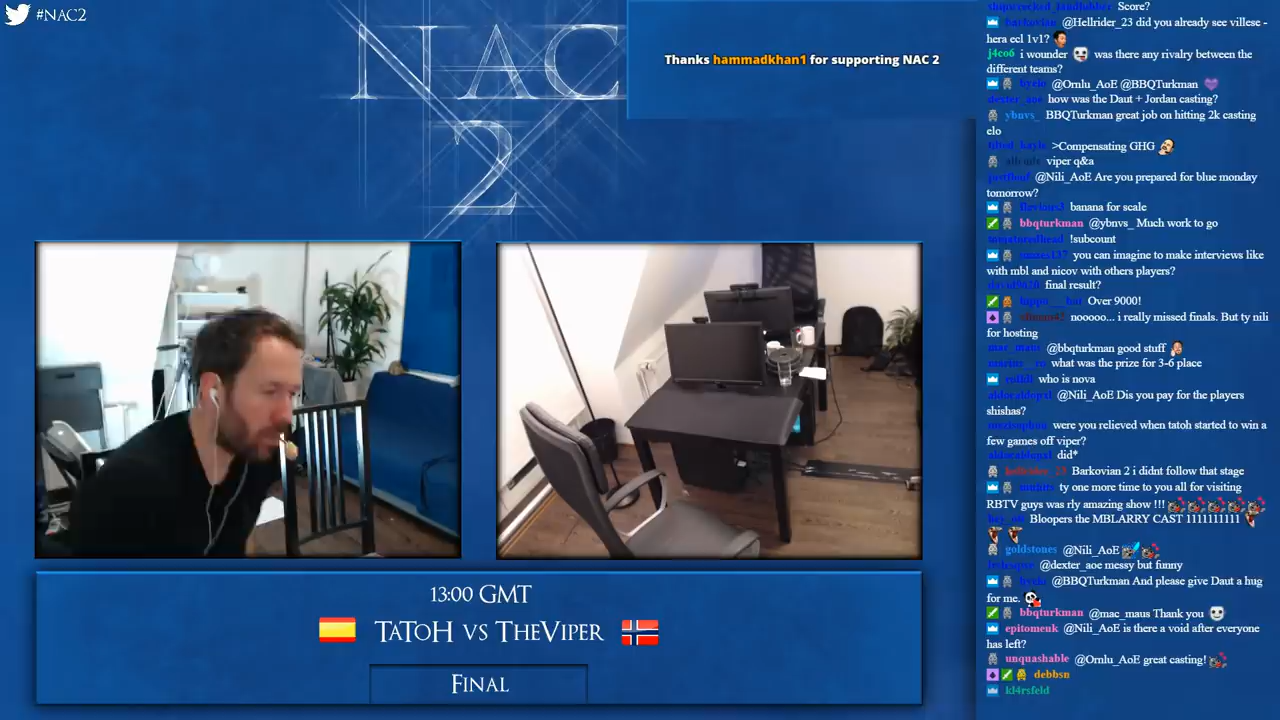 #NAC2
NAC
2
Thanks hammadkhan1 for supporting NAC 2
13:00 GMT
TaToH vs TheViper
Final
Score?
@Hellrider_23 did you already see villese -
hera ecl 1v1?
j4co6 i wonder was there any rivalry between the
different teams?
@Ornlu_AoE @BBQTurkman
dexter_aoe how was the Daut + Jordan casting?
ybnvs_ BBQTurkman great job on hitting 2k casting
elo
>Compensating GHG
viper q&a
@Nili_AoE Are you prepared for blue monday
tomorrow?
banana for scale
bbqturkman @ybnvs_ Much work to go
!subcount
you can imagine to make interviews like
with mbl and nicov with others players?
final result?
Over 9000!
nooooo... i really missed finals. But ty nili
for hosting
mac_maus @bbqturkman good stuff
what was the prize for 3-6 place
who is nova
@Nili_AoE Dis you pay for the players
shishas?
were you relieved when tatoh started to win a
few games off viper?
did*
hellrider_23 Barkovian 2 i didnt follow that stage
ty one more time to you all for visiting
RBTV guys was rly amazing show !!!
Bloopers the MBLARRY CAST 1111111111
goldstones @Nili_AoE
@dexter_aoe messy but funny
@BBQTurkman And please give Daut a hug
for me.
bbqturkman @mac_maus Thank you
epitomenk @Nili_AoE is there a void after everyone
has left?
unquashable @Ornlu_AoE great casting!
debbsn
kl4rsfeld